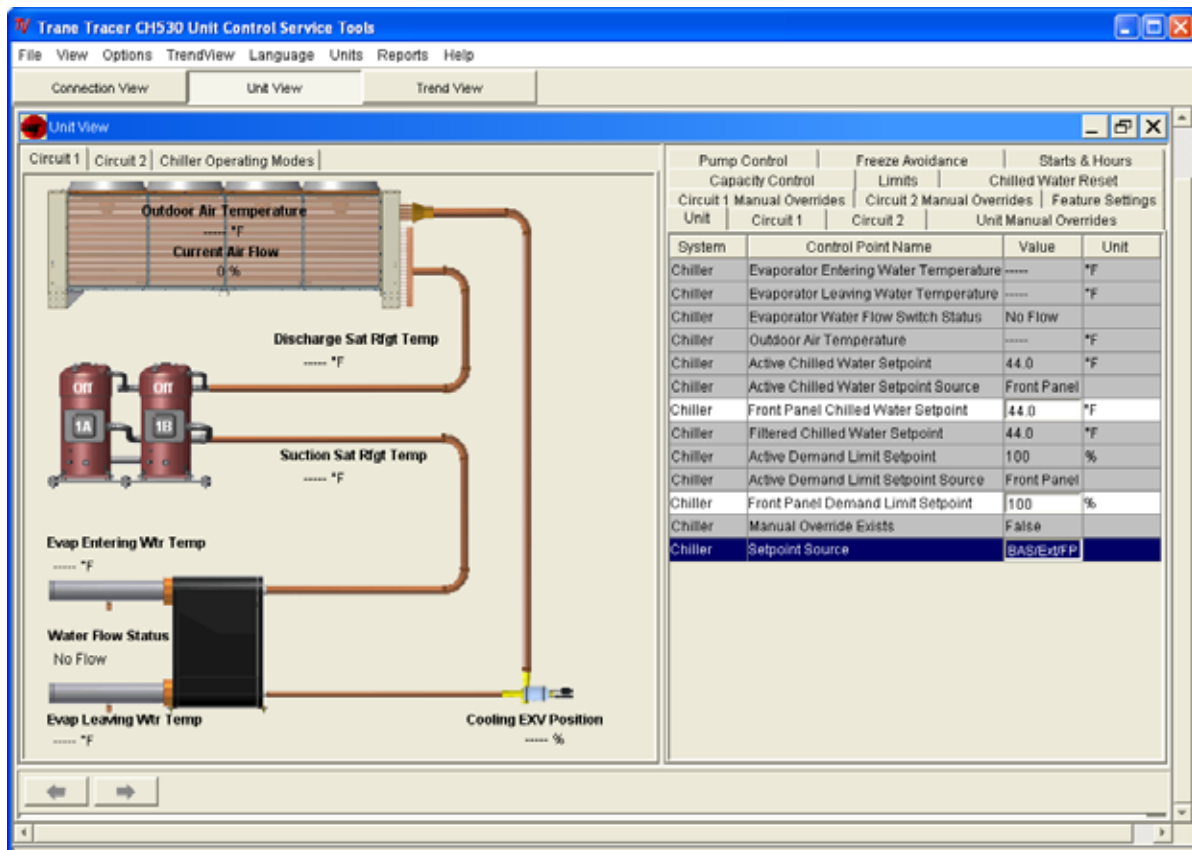 Trane Tracer CH530 Unit Control Service Tools
File View Options TrendView Language Units Reports Help
Connection View Unit View Trend View
Unit View
Circuit 1 Circuit 2 Chiller Operating Modes
Outdoor Air Temperature
----- °F
Current Air Flow
0 %
Discharge Sat Rfgt Temp
----- °F
Off Off
1A 1B
Suction Sat Rfgt Temp
----- °F
Evap Entering Wtr Temp
----- °F
Water Flow Status
No Flow
Evap Leaving Wtr Temp
----- °F
Cooling EXV Position
----- %
Pump Control Freeze Avoidance Starts & Hours
Capacity Control Limits Chilled Water Reset
Circuit 1 Manual Overrides Circuit 2 Manual Overrides Feature Settings
Unit Circuit 1 Circuit 2 Unit Manual Overrides
System Control Point Name Value Unit
Chiller Evaporator Entering Water Temperature ----- °F
Chiller Evaporator Leaving Water Temperature ----- °F
Chiller Evaporator Water Flow Switch Status No Flow
Chiller Outdoor Air Temperature ----- °F
Chiller Active Chilled Water Setpoint 44.0 °F
Chiller Active Chilled Water Setpoint Source Front Panel
Chiller Front Panel Chilled Water Setpoint 44.0 °F
Chiller Filtered Chilled Water Setpoint 44.0 °F
Chiller Active Demand Limit Setpoint 100 %
Chiller Active Demand Limit Setpoint Source Front Panel
Chiller Front Panel Demand Limit Setpoint 100 %
Chiller Manual Override Exists False
Chiller Setpoint Source BAS/Ext/FP